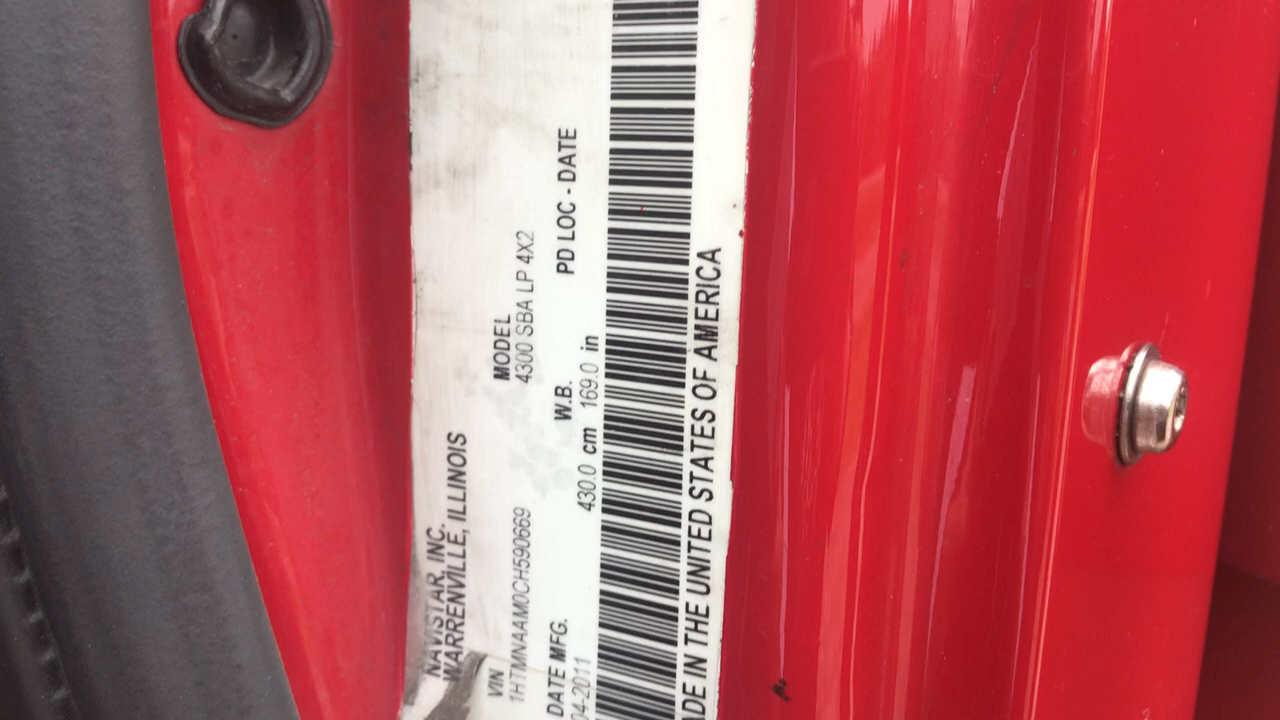 NAVISTAR, INC.
WARRENVILLE, ILLINOIS
VIN MODEL
1HTMNAAM0CH590669 4300 SBA LP 4X2
DATE MFG. W.B. PD LOC - DATE
04-2011 430.0 cm 169.0 in
ADE IN THE UNITED STATES OF AMERICA